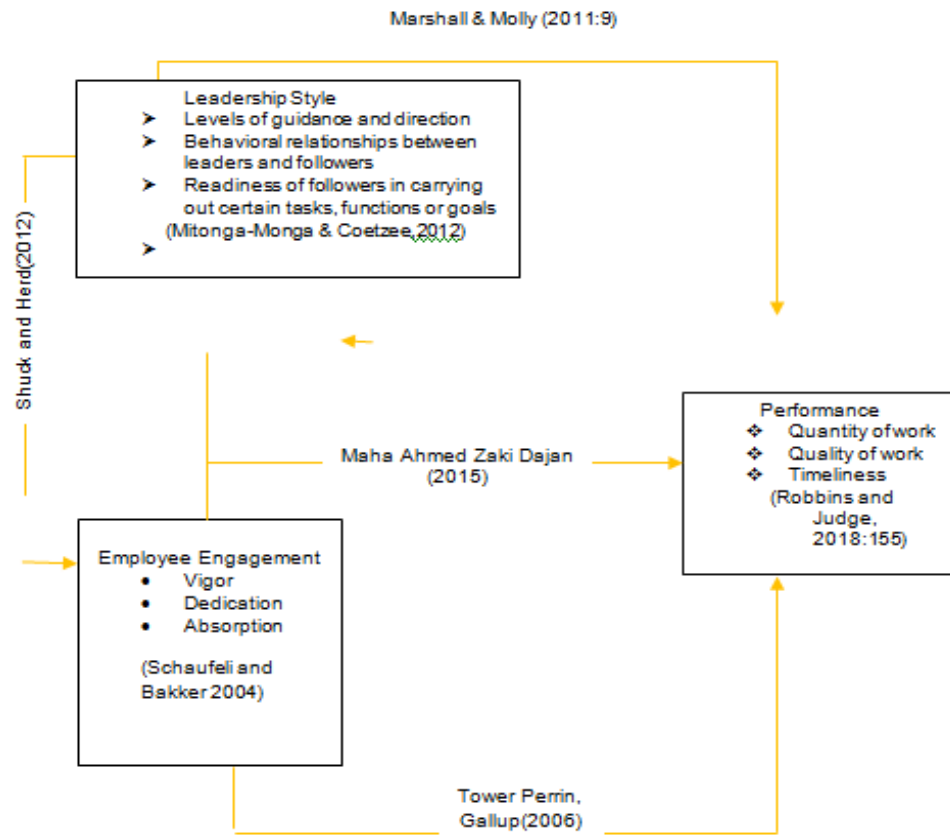 Marshall & Molly (2011:9)
Leadership Style
➤ Levels of guidance and direction
➤ Behavioral relationships between
leaders and followers
➤ Readiness of followers in carrying
out certain tasks, functions or goals
(Mitonga-Monga & Coetzee,2012)
➤
Shuck and Herd(2012)
Maha Ahmed Zaki Dajan
(2015)
Performance
❖ Quantity of work
❖ Quality of work
❖ Timeliness
(Robbins and
Judge,
2018:155)
Employee Engagement
• Vigor
• Dedication
• Absorption
(Schaufeli and
Bakker 2004)
Tower Perrin,
Gallup(2006)